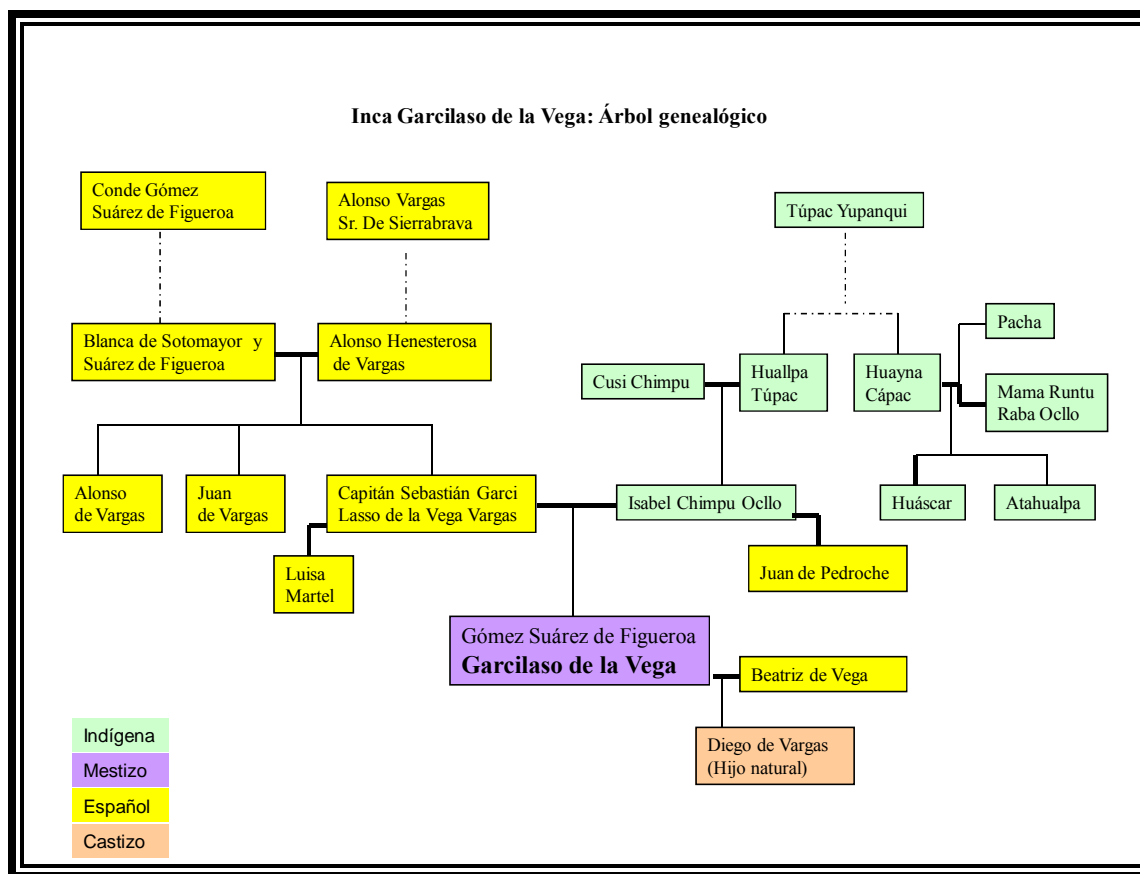 Inca Garcilaso de la Vega: Árbol genealógico
Conde Gómez
Suárez de Figueroa
Alonso Vargas
Sr. De Sierrabrava
Túpac Yupanqui
Blanca de Sotomayor y
Suárez de Figueroa
Alonso Henesterosa
de Vargas
Cusi Chimpu
Huallpa
Túpac
Huayna
Cápac
Pacha
Mama Runtu
Raba Ocllo
Alonso
de Vargas
Juan
de Vargas
Capitán Sebastián Garci
Lasso de la Vega Vargas
Isabel Chimpu Ocllo
Huáscar
Atahualpa
Luisa
Martel
Juan de Pedroche
Gómez Suárez de Figueroa
Garcilaso de la Vega
Beatriz de Vega
Diego de Vargas
(Hijo natural)
Indígena
Mestizo
Español
Castizo